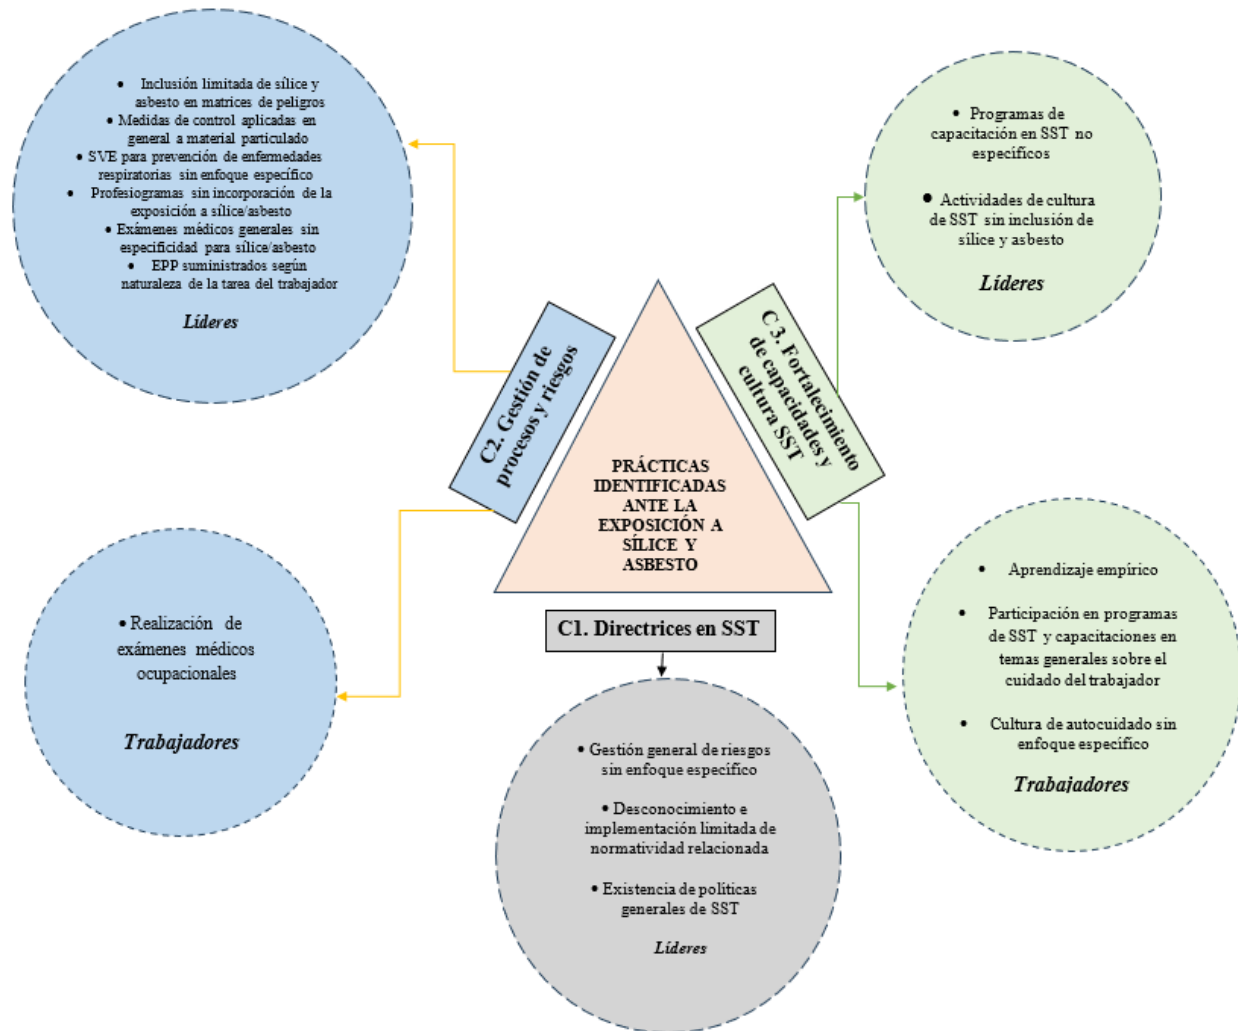 • Inclusión limitada de sílice y
asbesto en matrices de peligros
• Medidas de control aplicadas en
general a material particulado
• SVE para prevención de enfermedades
respiratorias sin enfoque específico
• Profesiogramas sin incorporación de la
exposición a sílice/asbesto
• Exámenes médicos generales sin
especificidad para sílice/asbesto
• EPP suministrados según
naturaleza de la tarea del trabajador
Líderes
• Programas de
capacitación en SST no
específicos
• Actividades de cultura
de SST sin inclusión de
sílice y asbesto
Líderes
C2. Gestión de
procesos y riesgos
C 3. Fortalecimiento
de capacidades y
cultura SST
PRÁCTICAS
IDENTIFICADAS
ANTE LA
EXPOSICIÓN A
SÍLICE Y
ASBESTO
• Realización de
exámenes médicos
ocupacionales
Trabajadores
C1. Directrices en SST
• Aprendizaje empírico
• Participación en programas
de SST y capacitaciones en
temas generales sobre el
cuidado del trabajador
• Cultura de autocuidado sin
enfoque específico
Trabajadores
• Gestión general de riesgos
sin enfoque específico
• Desconocimiento e
implementación limitada de
normatividad relacionada
• Existencia de políticas
generales de SST
Líderes